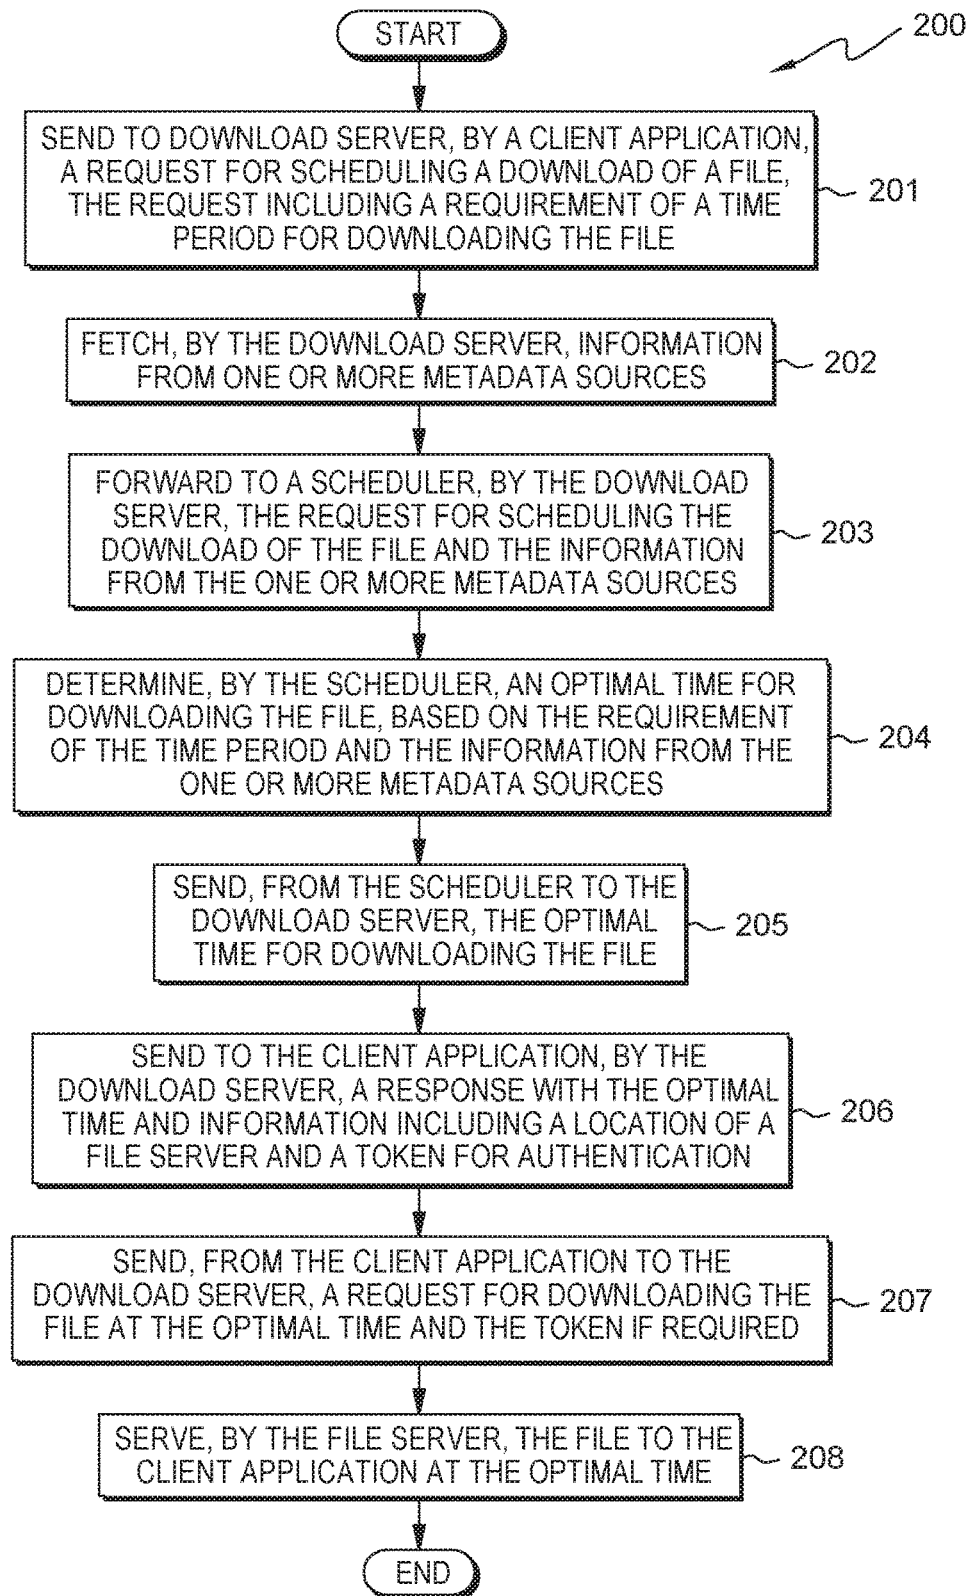 START
200
SEND TO DOWNLOAD SERVER, BY A CLIENT APPLICATION,
A REQUEST FOR SCHEDULING A DOWNLOAD OF A FILE,
THE REQUEST INCLUDING A REQUIREMENT OF A TIME
PERIOD FOR DOWNLOADING THE FILE
201
FETCH, BY THE DOWNLOAD SERVER, INFORMATION
FROM ONE OR MORE METADATA SOURCES
202
FORWARD TO A SCHEDULER, BY THE DOWNLOAD
SERVER, THE REQUEST FOR SCHEDULING THE
DOWNLOAD OF THE FILE AND THE INFORMATION
FROM THE ONE OR MORE METADATA SOURCES
203
DETERMINE, BY THE SCHEDULER, AN OPTIMAL TIME FOR
DOWNLOADING THE FILE, BASED ON THE REQUIREMENT
OF THE TIME PERIOD AND THE INFORMATION FROM THE
ONE OR MORE METADATA SOURCES
204
SEND, FROM THE SCHEDULER TO THE
DOWNLOAD SERVER, THE OPTIMAL
TIME FOR DOWNLOADING THE FILE
205
SEND TO THE CLIENT APPLICATION, BY THE
DOWNLOAD SERVER, A RESPONSE WITH THE OPTIMAL
TIME AND INFORMATION INCLUDING A LOCATION OF A
FILE SERVER AND A TOKEN FOR AUTHENTICATION
206
SEND, FROM THE CLIENT APPLICATION TO THE
DOWNLOAD SERVER, A REQUEST FOR DOWNLOADING THE
FILE AT THE OPTIMAL TIME AND THE TOKEN IF REQUIRED
207
SERVE, BY THE FILE SERVER, THE FILE TO THE
CLIENT APPLICATION AT THE OPTIMAL TIME
208
END